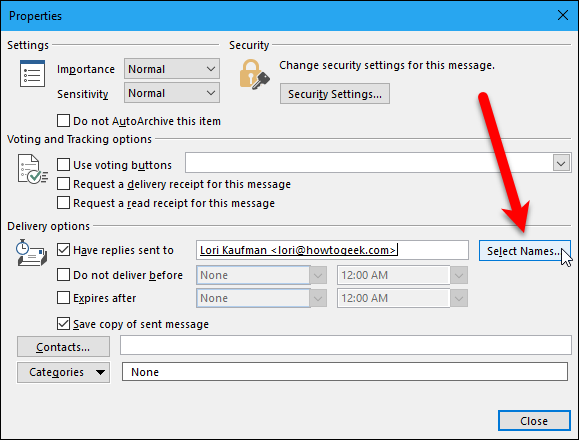 Properties
Settings
Security
Importance Normal
Change security settings for this message.
Sensitivity Normal
Security Settings...
Do not AutoArchive this item
Voting and Tracking options
Use voting buttons
Request a delivery receipt for this message
Request a read receipt for this message
Delivery options
Have replies sent to Lori Kaufman <lori@howtogeek.com> Select Names...
Do not deliver before None 12:00 AM
Expires after None 12:00 AM
Save copy of sent message
Contacts...
Categories None
Close